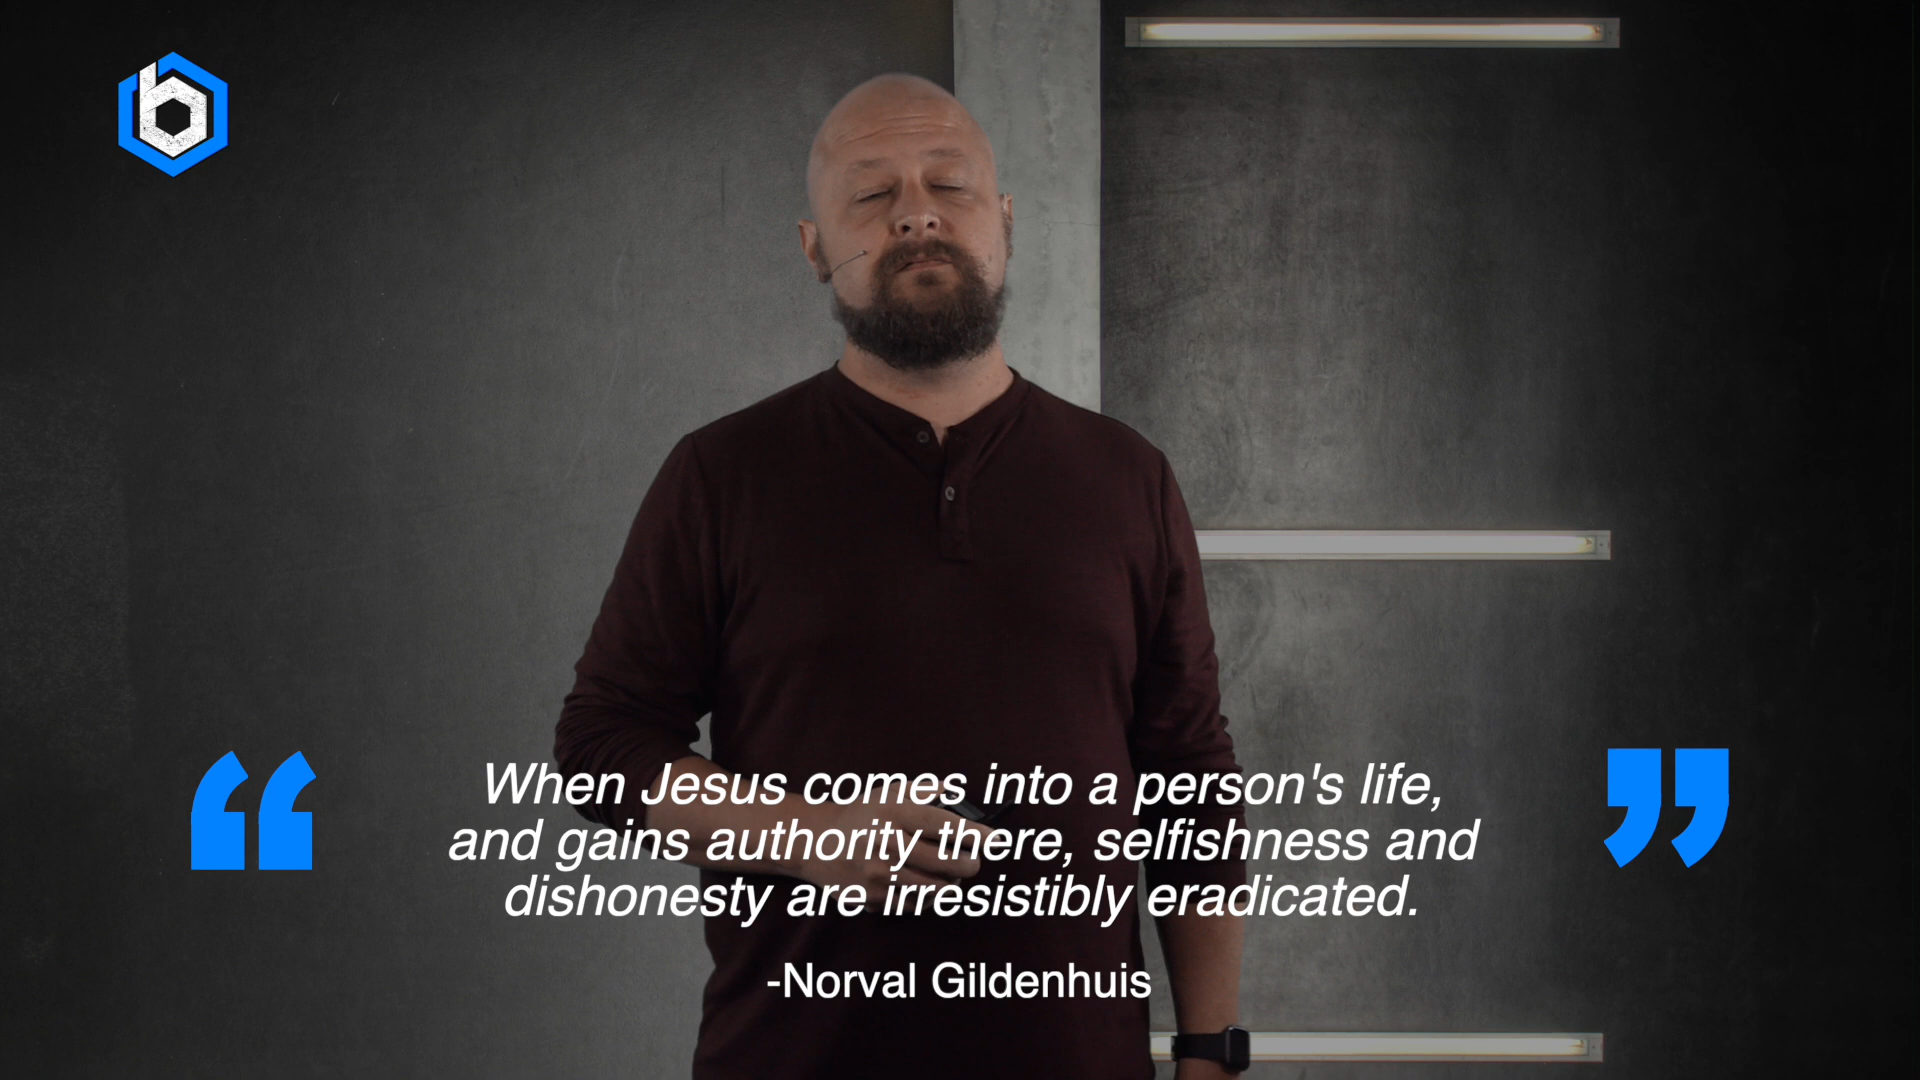 b
“When Jesus comes into a person's life,
and gains authority there, selfishness and
dishonesty are irresistibly eradicated.”
-Norval Gildenhuis